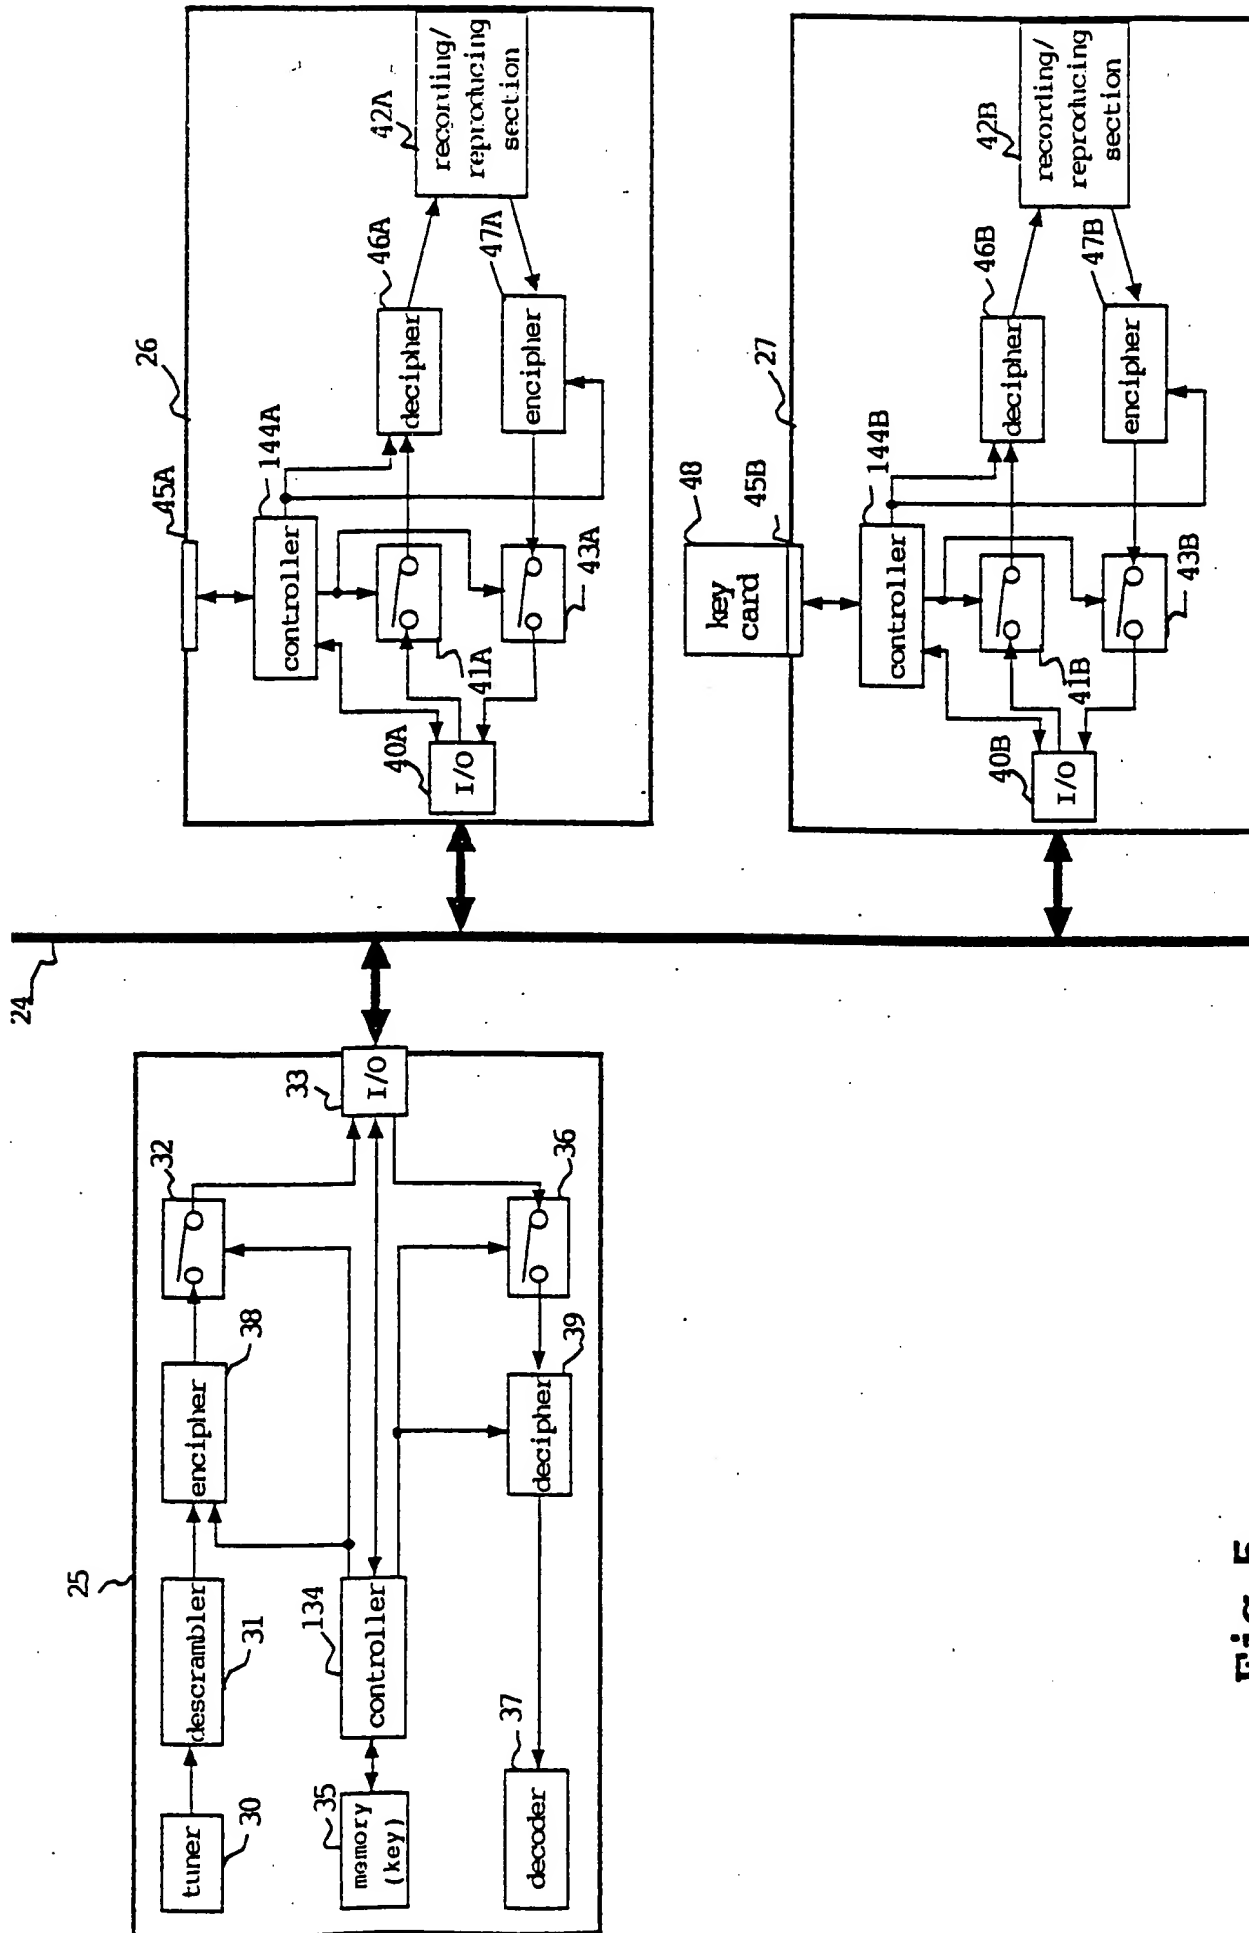 24
25
tuner
30
descrambler
31
encipher
38
32
memory
(key)
35
controller
134
I/O
33
decoder
37
decipher
39
36
26
45A
controller
144A
I/O
40A
41A
43A
decipher
46A
encipher
47A
recording/
reproducing
section
42A
27
key
card
48
45B
controller
144B
I/O
40B
41B
43B
decipher
46B
encipher
47B
recording/
reproducing
section
42B